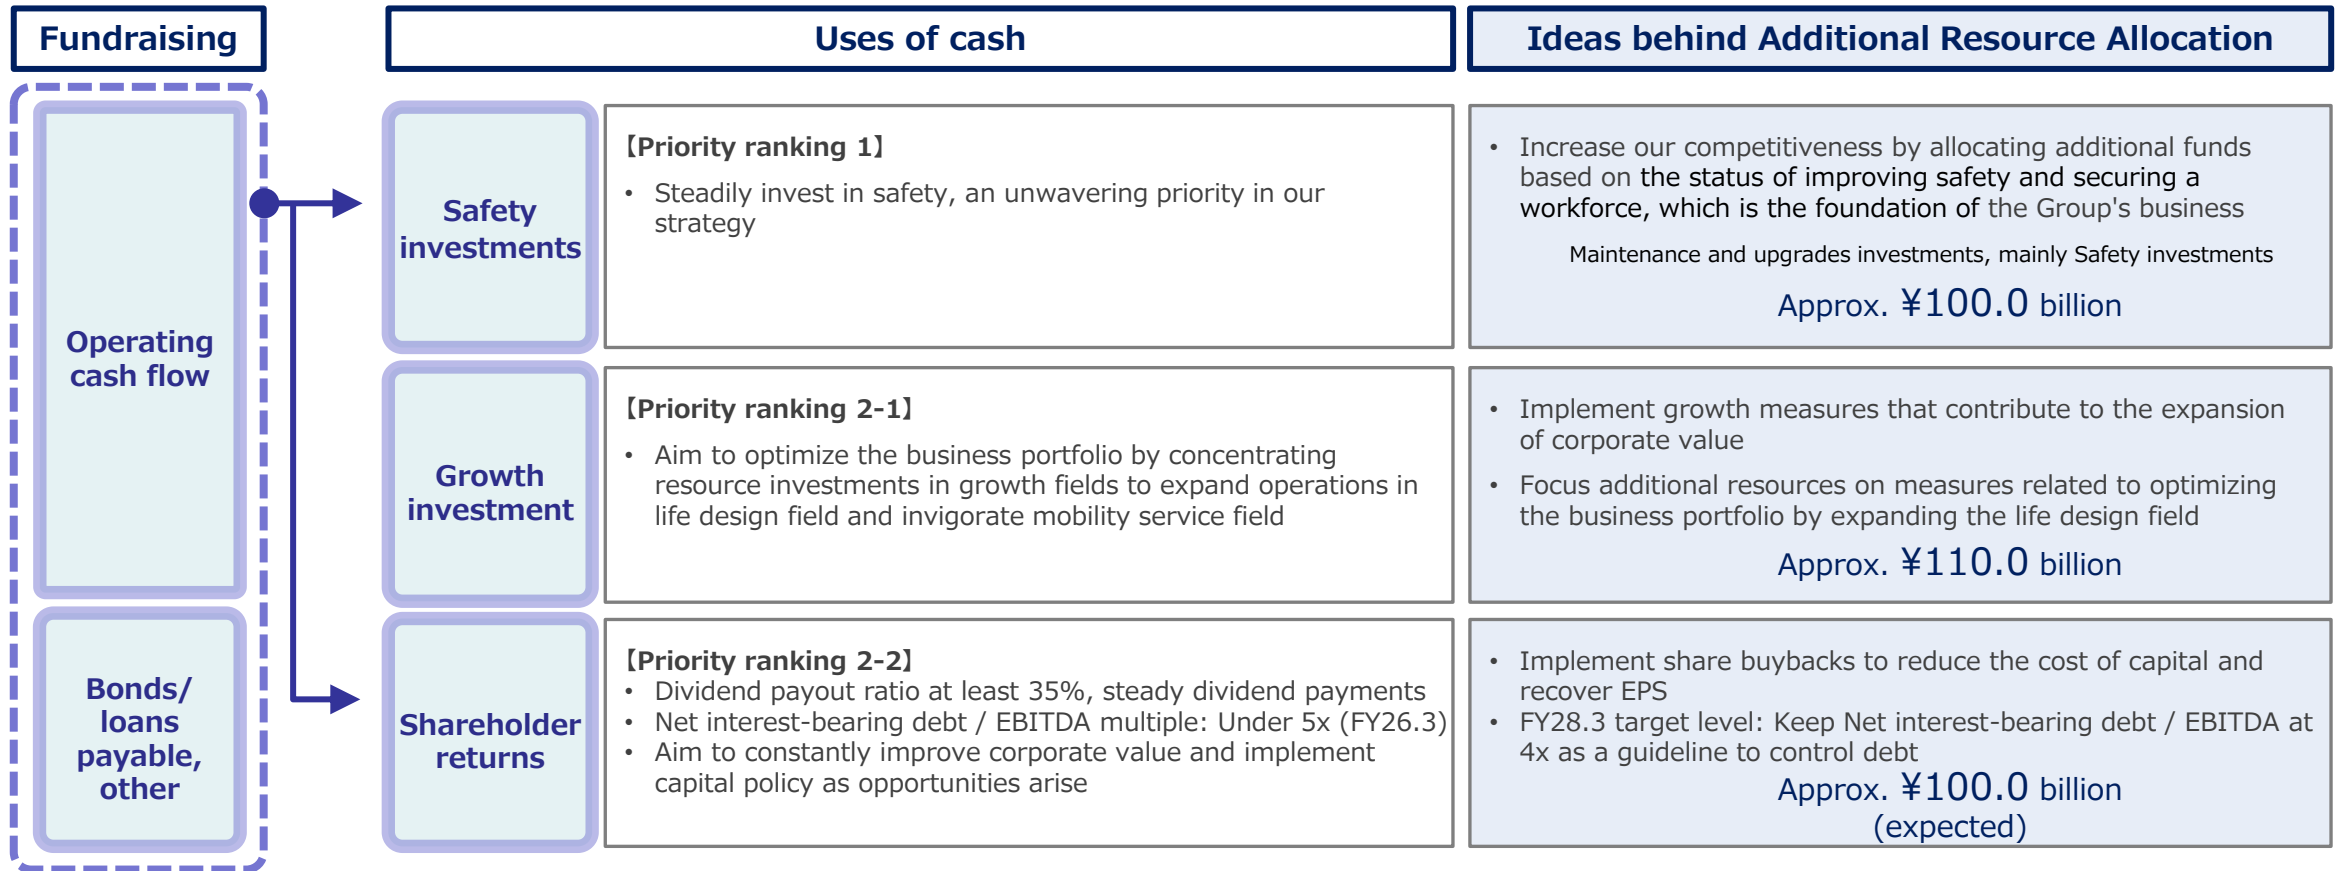 Fundraising
Uses of cash
Ideas behind Additional Resource Allocation
Operating
cash flow
Bonds/
loans
payable,
other
Safety
investments
【Priority ranking 1】
• Steadily invest in safety, an unwavering priority in our
strategy
• Increase our competitiveness by allocating additional funds
based on the status of improving safety and securing a
workforce, which is the foundation of the Group's business
Maintenance and upgrades investments, mainly Safety investments
Approx. ¥100.0 billion
Growth
investment
【Priority ranking 2-1】
• Aim to optimize the business portfolio by concentrating
resource investments in growth fields to expand operations in
life design field and invigorate mobility service field
• Implement growth measures that contribute to the expansion
of corporate value
• Focus additional resources on measures related to optimizing
the business portfolio by expanding the life design field
Approx. ¥110.0 billion
Shareholder
returns
【Priority ranking 2-2】
• Dividend payout ratio at least 35%, steady dividend payments
• Net interest-bearing debt / EBITDA multiple: Under 5x (FY26.3)
• Aim to constantly improve corporate value and implement
capital policy as opportunities arise
• Implement share buybacks to reduce the cost of capital and
recover EPS
• FY28.3 target level: Keep Net interest-bearing debt / EBITDA at
4x as a guideline to control debt
Approx. ¥100.0 billion
(expected)